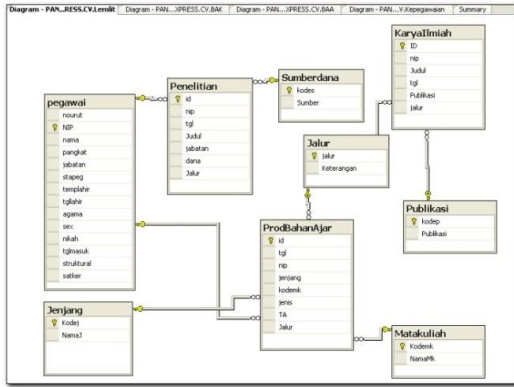 Diagram - PAN...RESS.CV.Lemlit
Diagram - PAN...XPRESS.CV.BAK
Diagram - PAN...XPRESS.CV.BAA
Diagram - PAN...V.Kepegawaian
Summary
pegawai
nourut
NIP
nama
pangkat
jabatan
stapeg
templahir
tgllahir
agama
sex
nikah
tglmasuk
struktural
satker
Penelitian
id
nip
tgl
Judul
jabatan
dana
Jalur
Sumberdana
kodes
Sumber
KaryaIlmiah
ID
nip
Judul
tgl
Publikasi
jalur
Jalur
jalur
Keterangan
Publikasi
kodep
Publikasi
ProdBahanAjar
id
tgl
nip
jenjang
kodemk
jenis
TA
Jalur
Jenjang
Kodej
NamaJ
Matakuliah
Kodemk
NamaMk